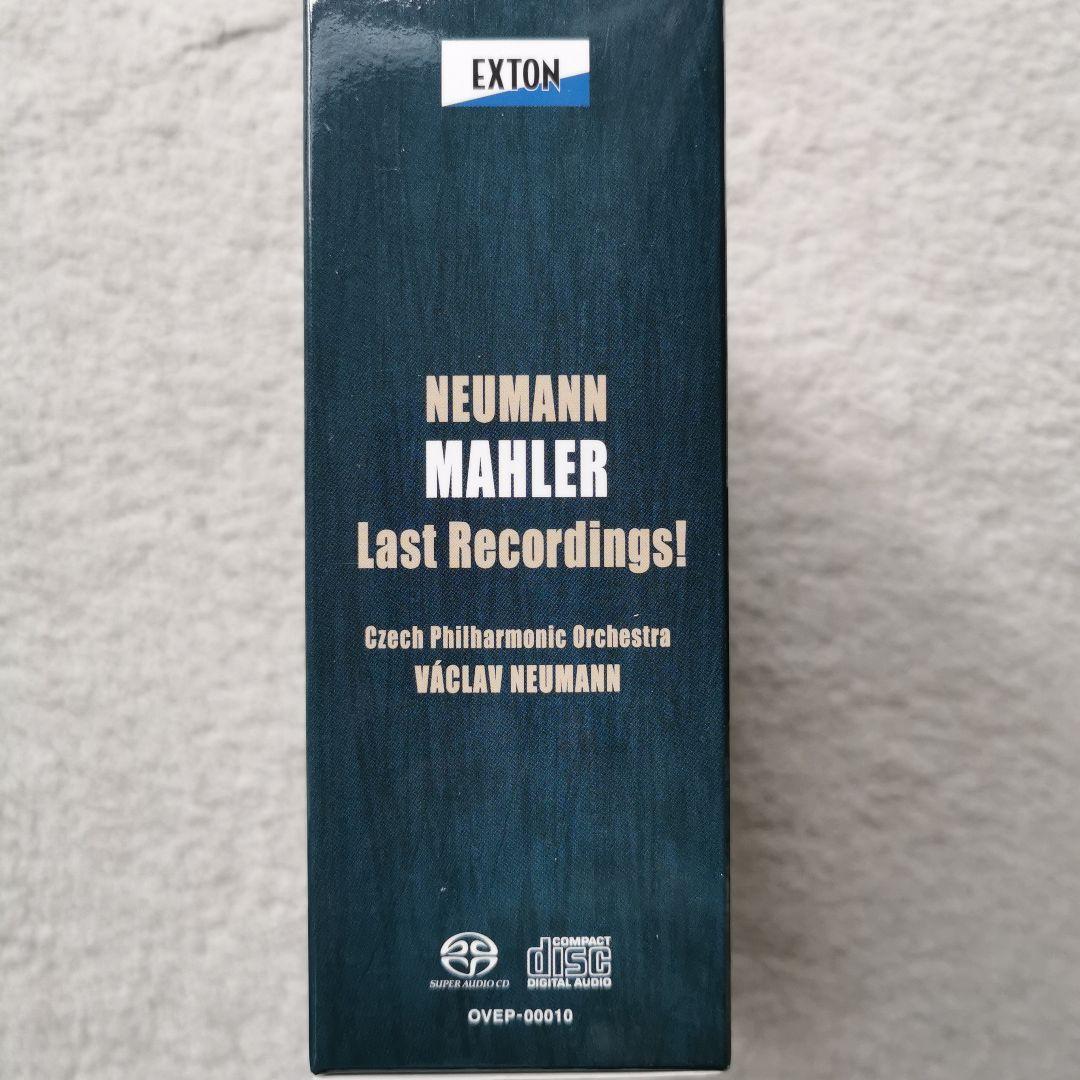 EXTON
NEUMANN
MAHLER
Last Recordings!
Czech Philharmonic Orchestra
VÁCLAV NEUMANN
SUPER AUDIO CD
COMPACT
disc
DIGITAL AUDIO
OVEP-00010